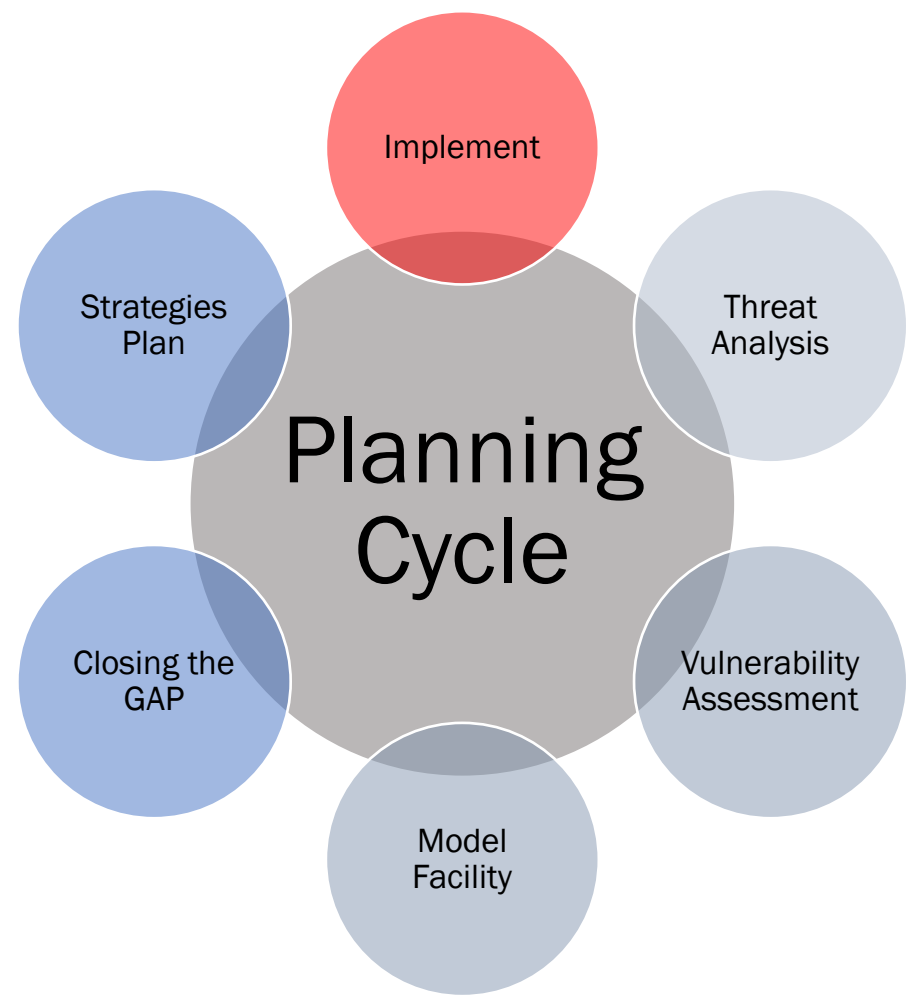 Implement
Threat
Analysis
Vulnerability
Assessment
Model
Facility
Closing the
GAP
Strategies
Plan
Planning
Cycle